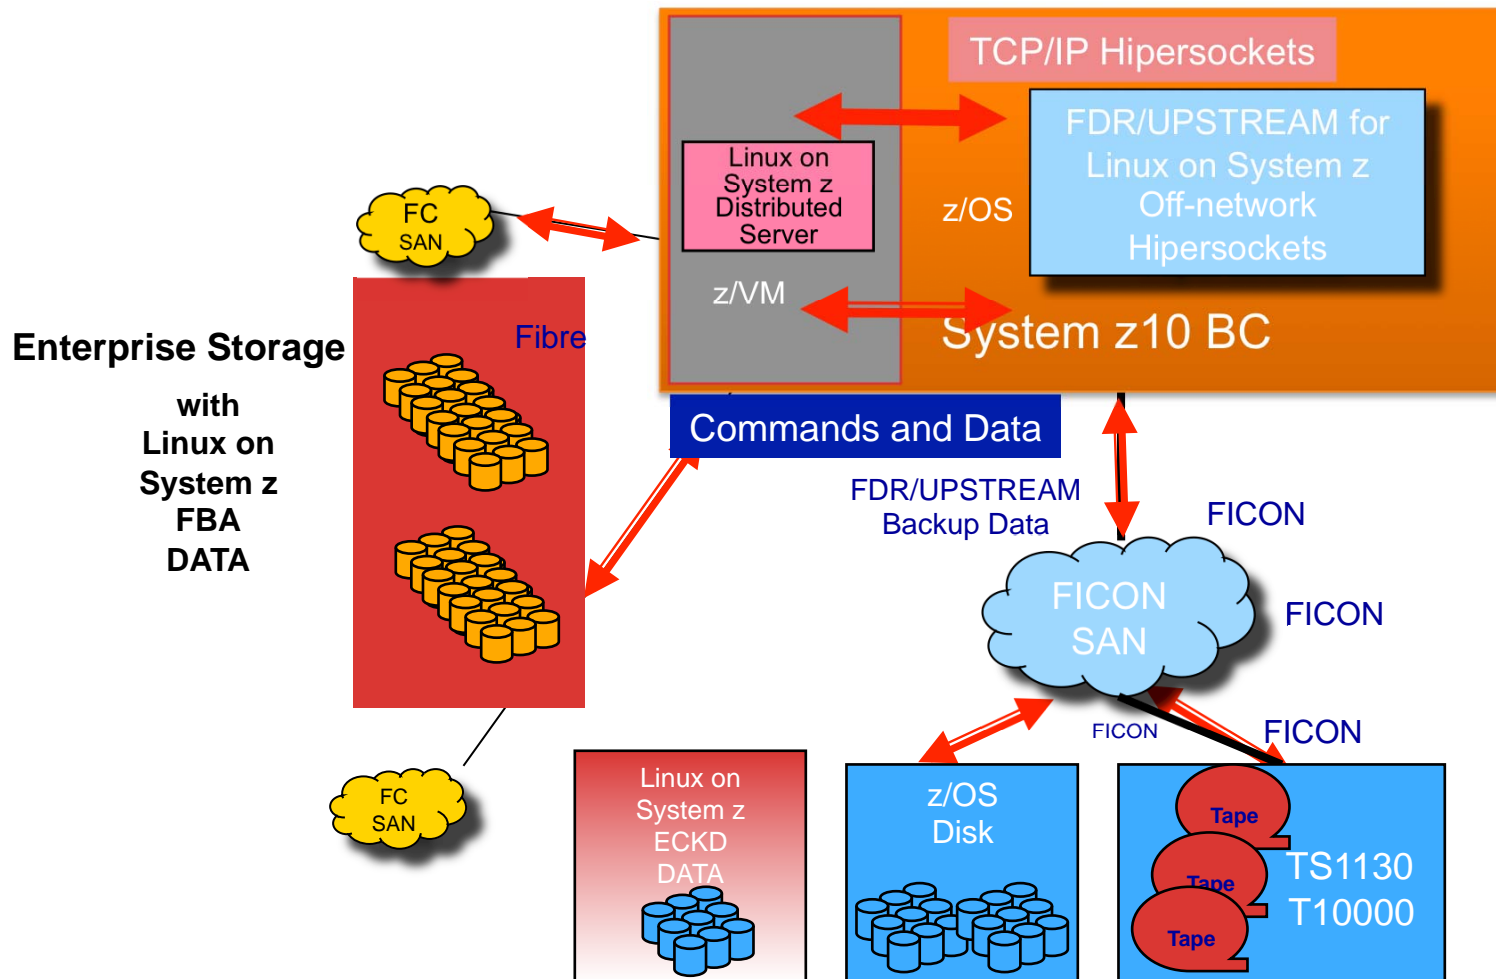 TCP/IP Hipersockets
FDR/UPSTREAM for
Linux on System z
Off-network
Hipersockets
Linux on
System z
Distributed
Server
z/OS
z/VM
System z10 BC
FC
SAN
Fibre
Enterprise Storage
with
Linux on
System z
FBA
DATA
Commands and Data
FDR/UPSTREAM
Backup Data
FICON
FICON
SAN
FICON
FICON
FICON
FC
SAN
Linux on
System z
ECKD
DATA
z/OS
Disk
Tape
Tape
Tape
TS1130
T10000